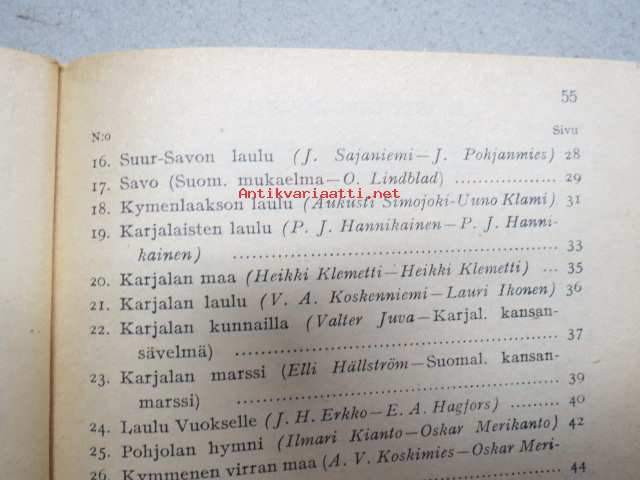 55
N:o Sivu
16. Suur-Savon laulu (J. Sajaniemi—J. Pohjanmies) 28
17. Savo (Suom. mukaelma—O. Lindblad) .................. 29
Antikvariaatti.net
18. Kymenlaakson laulu (Aukusti Simojoki-Uuno Klami) 31
19. Karjalaisten laulu (P. J. Hannikainen—P. J. Hanni-
kainen) .................. 33
20. Karjalan maa (Heikki Klemetti—Heikki Klemetti) ... 35
21. Karjalan laulu (V. A. Koskenniemi—Lauri Ikonen) 36
22. Karjalan kunnailla (Valter Juva—Karjal. kansan-
sävelmä) .................. 37
23. Karjalan marssi (Elli Hällström—Suomal. kansan-
marssi) .................. 39
24. Laulu Vuokselle (J. H. Erkko—E. A. Hagfors) ......... 40
25. Pohjolan hymni (Ilmari Kianto—Oskar Merikanto) 42
26. Kymmenen virran maa (A. V. Koskimies—Oskar Meri-
44